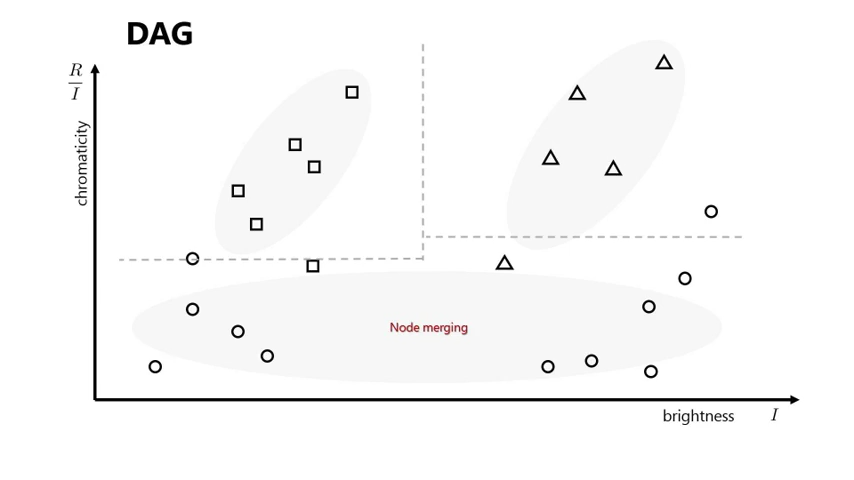 DAG
R
I
chromaticity
Node merging
brightness I